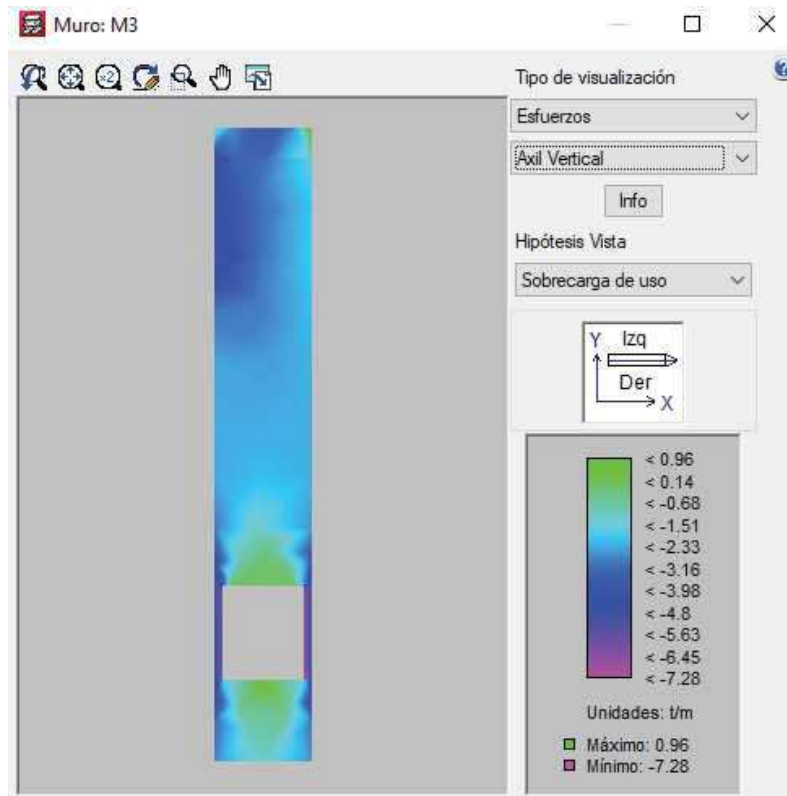 Muro: M3
x2
Tipo de visualización
Esfuerzos
Axil Vertical
Info
Hipótesis Vista
Sobrecarga de uso
Y Izq
Der
X
< 0.96
< 0.14
< -0.68
< -1.51
< -2.33
< -3.16
< -3.98
< -4.8
< -5.63
< -6.45
< -7.28
Unidades: t/m
Máximo: 0.96
Mínimo: -7.28